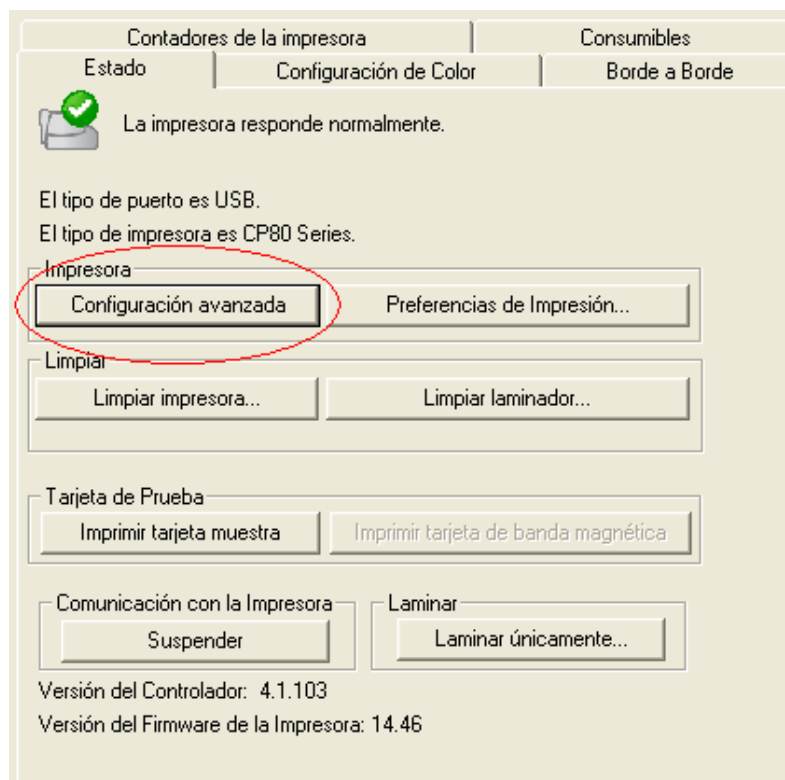 Contadores de la impresora Consumibles
Estado Configuración de Color Borde a Borde
La impresora responde normalmente.
El tipo de puerto es USB.
El tipo de impresora es CP80 Series.
Impresora
Configuración avanzada Preferencias de Impresión...
Limpiar
Limpiar impresora... Limpiar laminador...
Tarjeta de Prueba
Imprimir tarjeta muestra Imprimir tarjeta de banda magnética
Comunicación con la Impresora Laminar
Suspender Laminar únicamente...
Versión del Controlador: 4.1.103
Versión del Firmware de la Impresora: 14.46